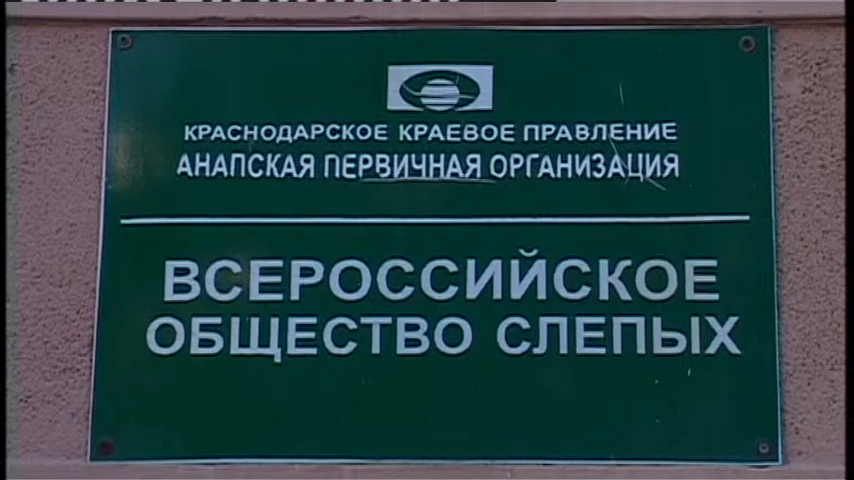 КРАСНОДАРСКОЕ КРАЕВОЕ ПРАВЛЕНИЕ
АНАПСКАЯ ПЕРВИЧНАЯ ОРГАНИЗАЦИЯ
ВСЕРОССИЙСКОЕ
ОБЩЕСТВО СЛЕПЫХ